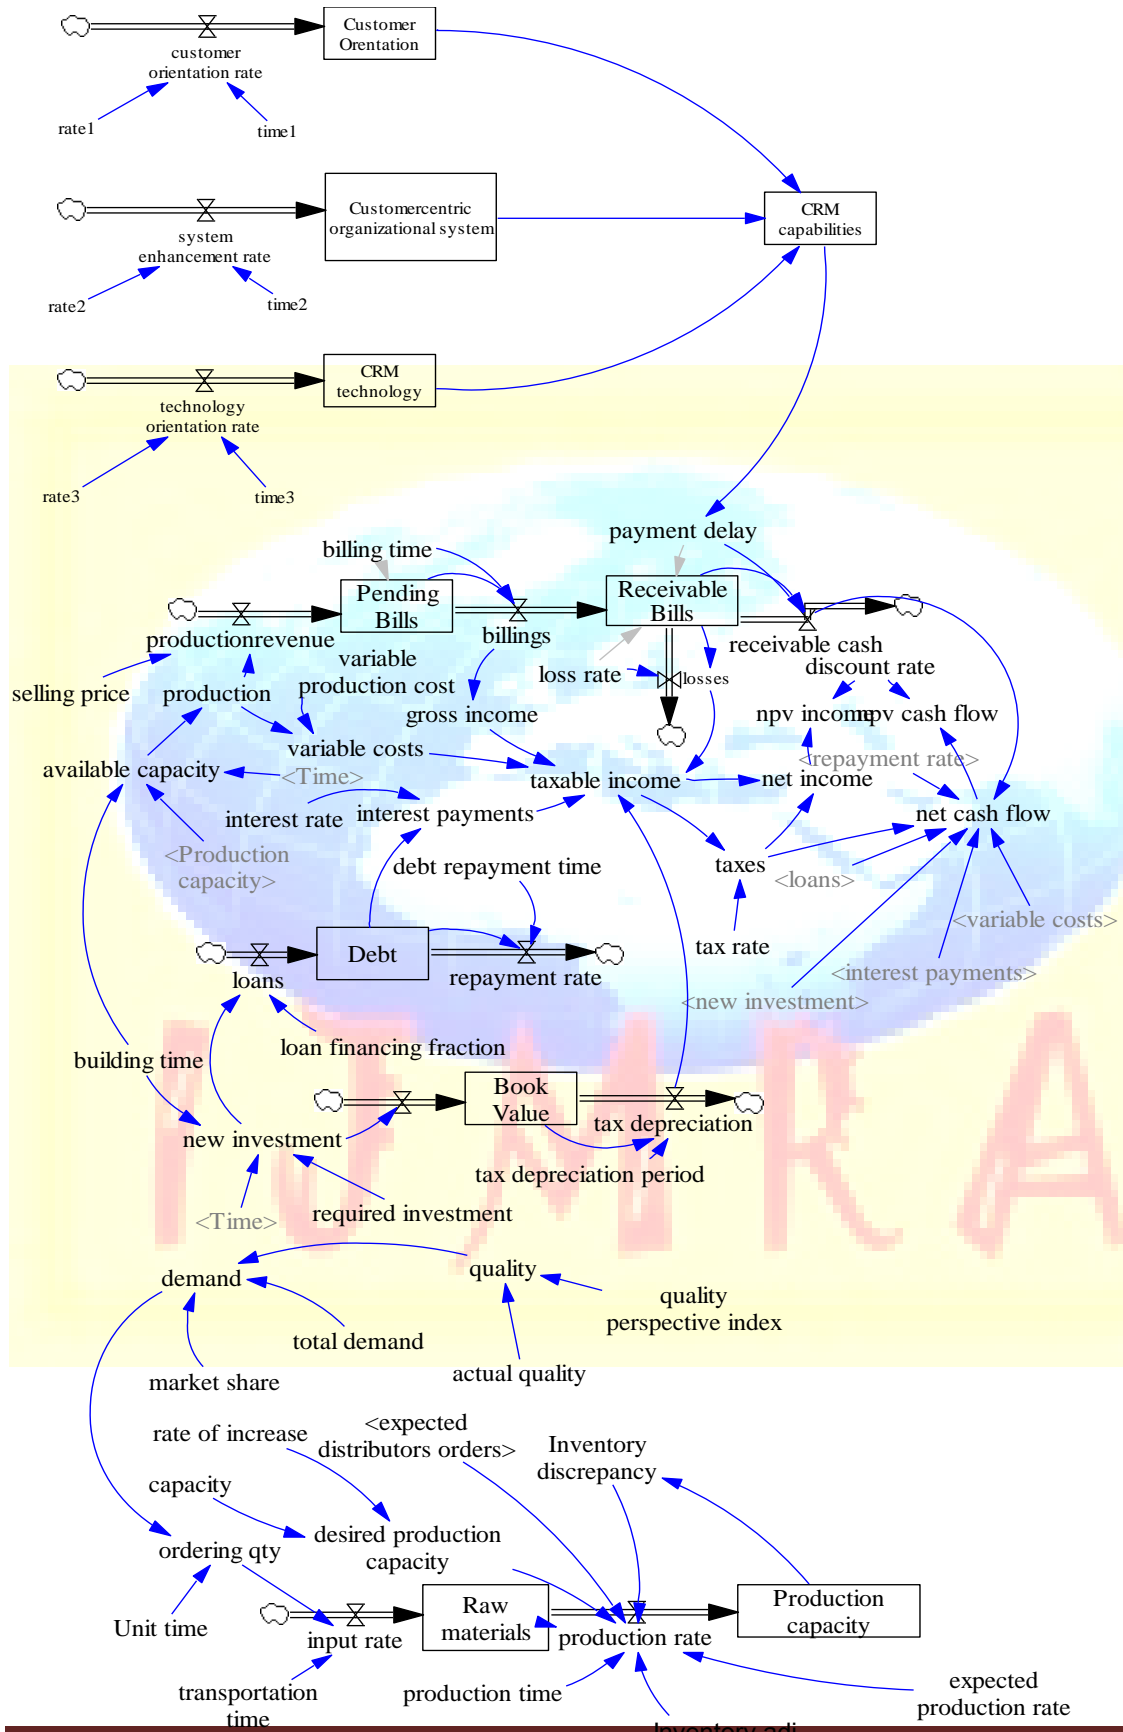 Customer
Orentation
customer
orientation rate
rate1
time1
Customercentric
organizational system
CRM
capabilities
system
enhancement rate
rate2
time2
CRM
technology
technology
orientation rate
rate3
time3
payment delay
billing time
Pending
Bills
Receivable
Bills
productionrevenue
billings
receivable cash
variable
production cost
loss rate
losses
discount rate
selling price
production
gross income
npv income
npv cash flow
variable costs
<repayment rate>
available capacity
<Time>
taxable income
net income
interest rate
interest payments
net cash flow
<Production
capacity>
debt repayment time
taxes
<loans>
<variable costs>
tax rate
Debt
loans
repayment rate
<interest payments>
<new investment>
IJMRA
loan financing fraction
building time
Book
Value
new investment
tax depreciation
tax depreciation period
<Time>
required investment
demand
quality
quality
perspective index
total demand
actual quality
market share
<expected
distributors orders>
rate of increase
Inventory
discrepancy
capacity
desired production
capacity
ordering qty
Raw
materials
Production
capacity
Unit time
input rate
production rate
transportation
time
production time
expected
production rate
Inventory adj